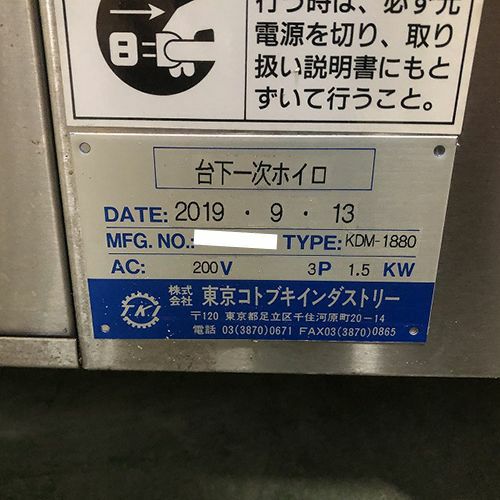 行う時は、必ず元
電源を切り、取り
扱い説明書にもと
ずいて行うこと。
台下一次ホイロ
DATE: 2019 ・ 9 ・ 13
MFG. NO.: TYPE: KDM-1880
AC: 200V 3P 1.5 KW
TKI 株式会社 東京コトブキインダストリー
〒120 東京都足立区千住河原町20-14
電話 03(3870)0671 FAX03(3870)0865